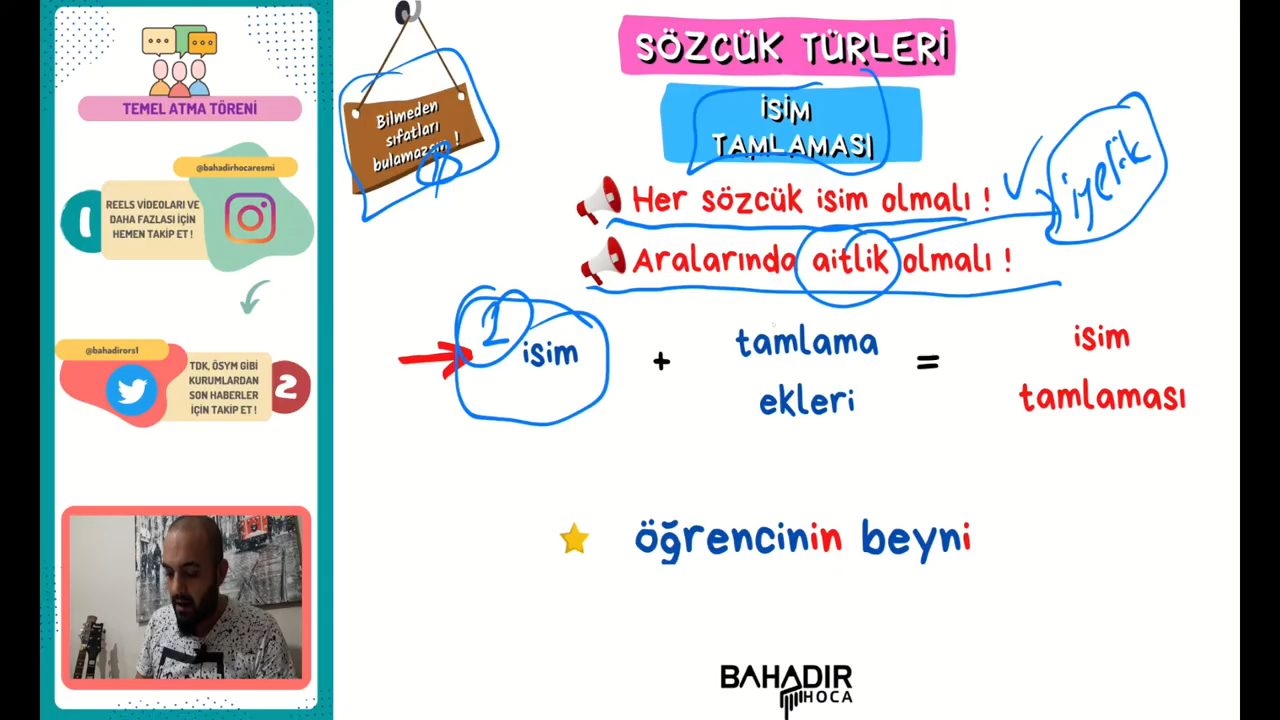 TEMEL ATMA TÖRENİ
@bahadirhocaresmi
1
REELS VİDEOLARI VE
DAHA FAZLASI İÇİN
HEMEN TAKİP ET !
@bahadirors1
TDK, ÖSYM GİBİ
KURUMLARDAN
SON HABERLER
İÇİN TAKİP ET !
2
Bilmeden
sıfatları
bulamazsın !
SÖZCÜK TÜRLERİ
İSİM
TAMLAMASI
Her sözcük isim olmalı !
Aralarında aitlik olmalı !
iyelik
1
isim
+
tamlama
ekleri
=
isim
tamlaması
öğrencinin beyni
BAHADIR
HOCA